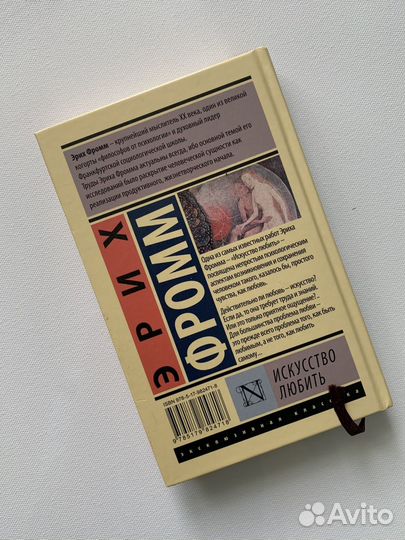 Эрих Фромм – крупнейший мыслитель XX века, один из великой
когорты «философов от психологии» и духовный лидер
франкфуртской социологической школы.
Труды Эриха Фромма актуальны всегда, ибо основной темой его
исследований было раскрытие человеческой сущности как
реализации продуктивного, жизнетворческого начала.
ЭРИХ
ФРОММ
Одна из самых известных работ Эриха
Фромма – «Искусство любить» –
посвящена непростым психологическим
аспектам возникновения и сохранения
человеком такого, казалось бы, простого
чувства, как любовь.
Действительно ли любовь – искусство?
Если да, то она требует труда и знаний.
Или это только приятное ощущение?..
Для большинства проблема любви –
это прежде всего проблема того, как быть
любимым, а не того, как любить
самому...
N
ИСКУССТВО
ЛЮБИТЬ
ISBN 978-5-17-982471-8
9 785179 824718
ЭКСКЛЮЗИВНАЯ КЛАССИКА
Avito